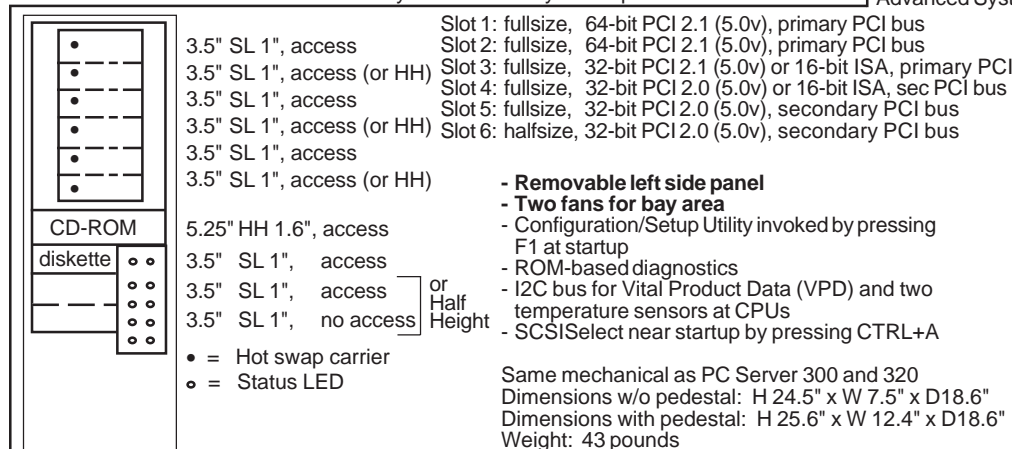 Advanced Syst
Slot 1: fullsize, 64-bit PCI 2.1 (5.0v), primary PCI bus
Slot 2: fullsize, 64-bit PCI 2.1 (5.0v), primary PCI bus
Slot 3: fullsize, 32-bit PCI 2.1 (5.0v) or 16-bit ISA, primary PCI
Slot 4: fullsize, 32-bit PCI 2.0 (5.0v) or 16-bit ISA, sec PCI bus
Slot 5: fullsize, 32-bit PCI 2.0 (5.0v), secondary PCI bus
Slot 6: halfsize, 32-bit PCI 2.0 (5.0v), secondary PCI bus
3.5" SL 1", access
3.5" SL 1", access (or HH)
3.5" SL 1", access
3.5" SL 1", access (or HH)
3.5" SL 1", access
3.5" SL 1", access (or HH)
CD-ROM
5.25" HH 1.6", access
diskette
3.5" SL 1", access
3.5" SL 1", access
3.5" SL 1", no access
or
Half
Height
• = Hot swap carrier
o = Status LED
- Removable left side panel
- Two fans for bay area
- Configuration/Setup Utility invoked by pressing
F1 at startup
- ROM-based diagnostics
- I2C bus for Vital Product Data (VPD) and two
temperature sensors at CPUs
- SCSISelect near startup by pressing CTRL+A
Same mechanical as PC Server 300 and 320
Dimensions w/o pedestal: H 24.5" x W 7.5" x D18.6"
Dimensions with pedestal: H 25.6" x W 12.4" x D18.6"
Weight: 43 pounds